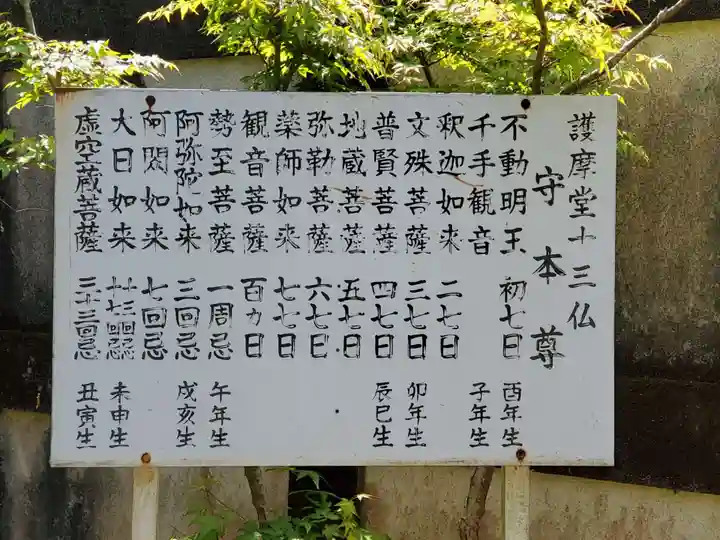 護摩堂十三仏
守本尊
不動明王 初七日 酉年生
千手観音 子年生
釈迦如来 二七日
文殊菩薩 三七日 卯年生
普賢菩薩 四七日 辰巳生
地蔵菩薩 五七日
弥勒菩薩 六七日
薬師如来 七七日
観音菩薩 百カ日
勢至菩薩 一周忌 午年生
阿弥陀如来 三回忌 戌亥生
阿閦如来 七回忌
大日如来 未申生
虚空蔵菩薩 三十三回忌 丑寅生